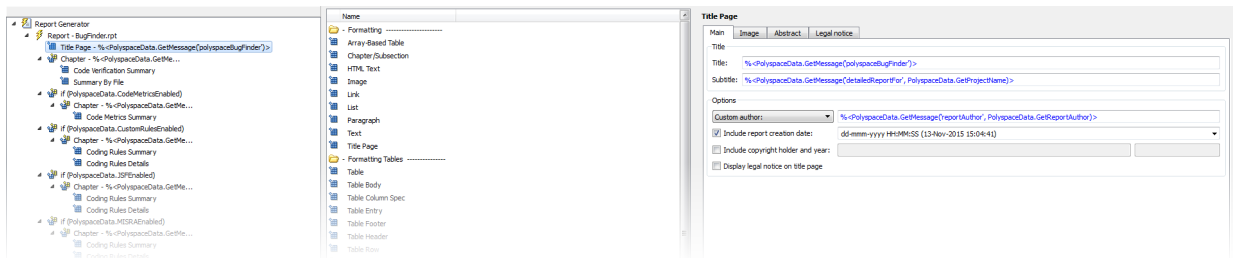 Report Generator
Report - BugFinder.rpt
Title Page - %<PolyspaceData.GetMessage('polyspaceBugFinder')>
Chapter - %<PolyspaceData.GetMe...
Code Verification Summary
Summary By File
if (PolyspaceData.CodeMetricsEnabled)
Chapter - %<PolyspaceData.GetMe...
Code Metrics Summary
if (PolyspaceData.CustomRulesEnabled)
Chapter - %<PolyspaceData.GetMe...
Coding Rules Summary
Coding Rules Details
if (PolyspaceData.JSFEnabled)
Chapter - %<PolyspaceData.GetMe...
Coding Rules Summary
Coding Rules Details
if (PolyspaceData.MISRAEnabled)
Chapter - %<PolyspaceData.GetMe...
Coding Rules Summary
Coding Rules Details
Name
- Formatting ----------------------
Array-Based Table
Chapter/Subsection
HTML Text
Image
Link
List
Paragraph
Text
Title Page
- Formatting Tables ---------------
Table
Table Body
Table Column Spec
Table Entry
Table Footer
Table Header
Table Row
Title Page
Main Image Abstract Legal notice
Title
Title: %<PolyspaceData.GetMessage('polyspaceBugFinder')>
Subtitle: %<PolyspaceData.GetMessage('detailedReportFor', PolyspaceData.GetProjectName)>
Options
Custom author: %<PolyspaceData.GetMessage('reportAuthor', PolyspaceData.GetReportAuthor)>
Include report creation date: dd-mmm-yyyy HH:MM:SS (13-Nov-2015 15:04:41)
Include copyright holder and year:
Display legal notice on title page